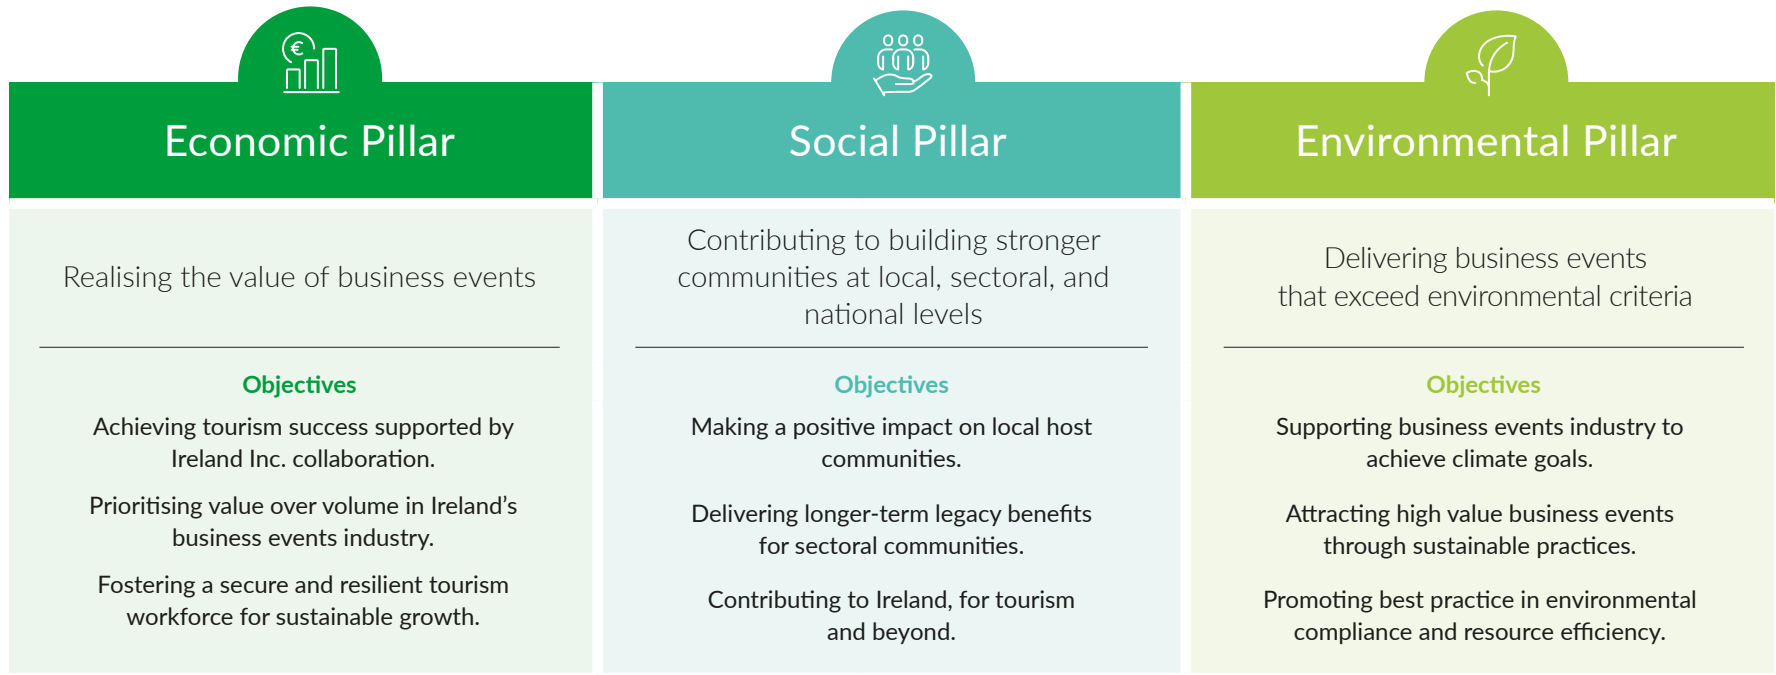 €
Economic Pillar
Realising the value of business events
Objectives
Achieving tourism success supported by
Ireland Inc. collaboration.
Prioritising value over volume in Ireland’s
business events industry.
Fostering a secure and resilient tourism
workforce for sustainable growth.
Social Pillar
Contributing to building stronger
communities at local, sectoral, and
national levels
Objectives
Making a positive impact on local host
communities.
Delivering longer-term legacy benefits
for sectoral communities.
Contributing to Ireland, for tourism
and beyond.
Environmental Pillar
Delivering business events
that exceed environmental criteria
Objectives
Supporting business events industry to
achieve climate goals.
Attracting high value business events
through sustainable practices.
Promoting best practice in environmental
compliance and resource efficiency.